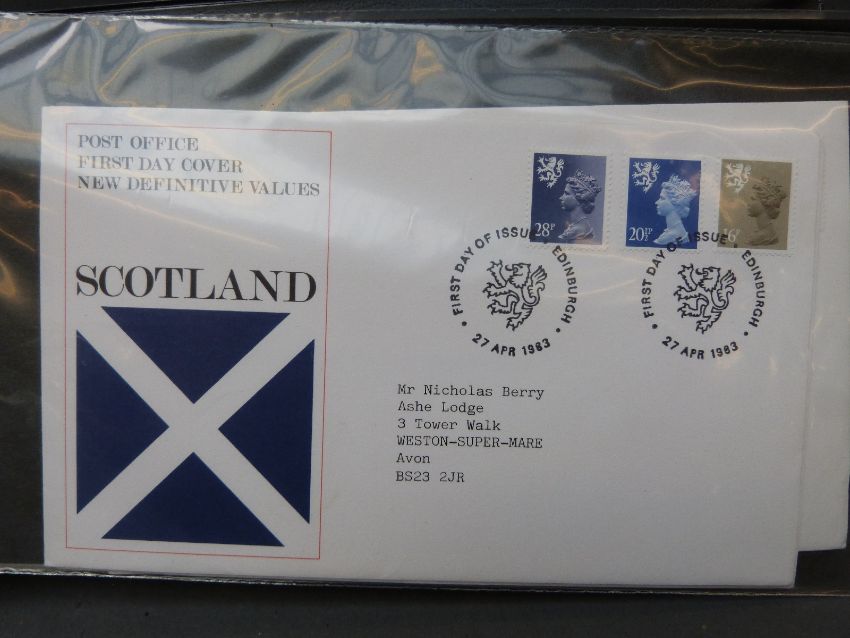 POST OFFICE
FIRST DAY COVER
NEW DEFINITIVE VALUES
SCOTLAND
28P
20½P
6P
FIRST DAY OF ISSUE • EDINBURGH •
27 APR 1983
FIRST DAY OF ISSUE • EDINBURGH •
27 APR 1983
Mr Nicholas Berry
Ashe Lodge
3 Tower Walk
WESTON-SUPER-MARE
Avon
BS23 2JR